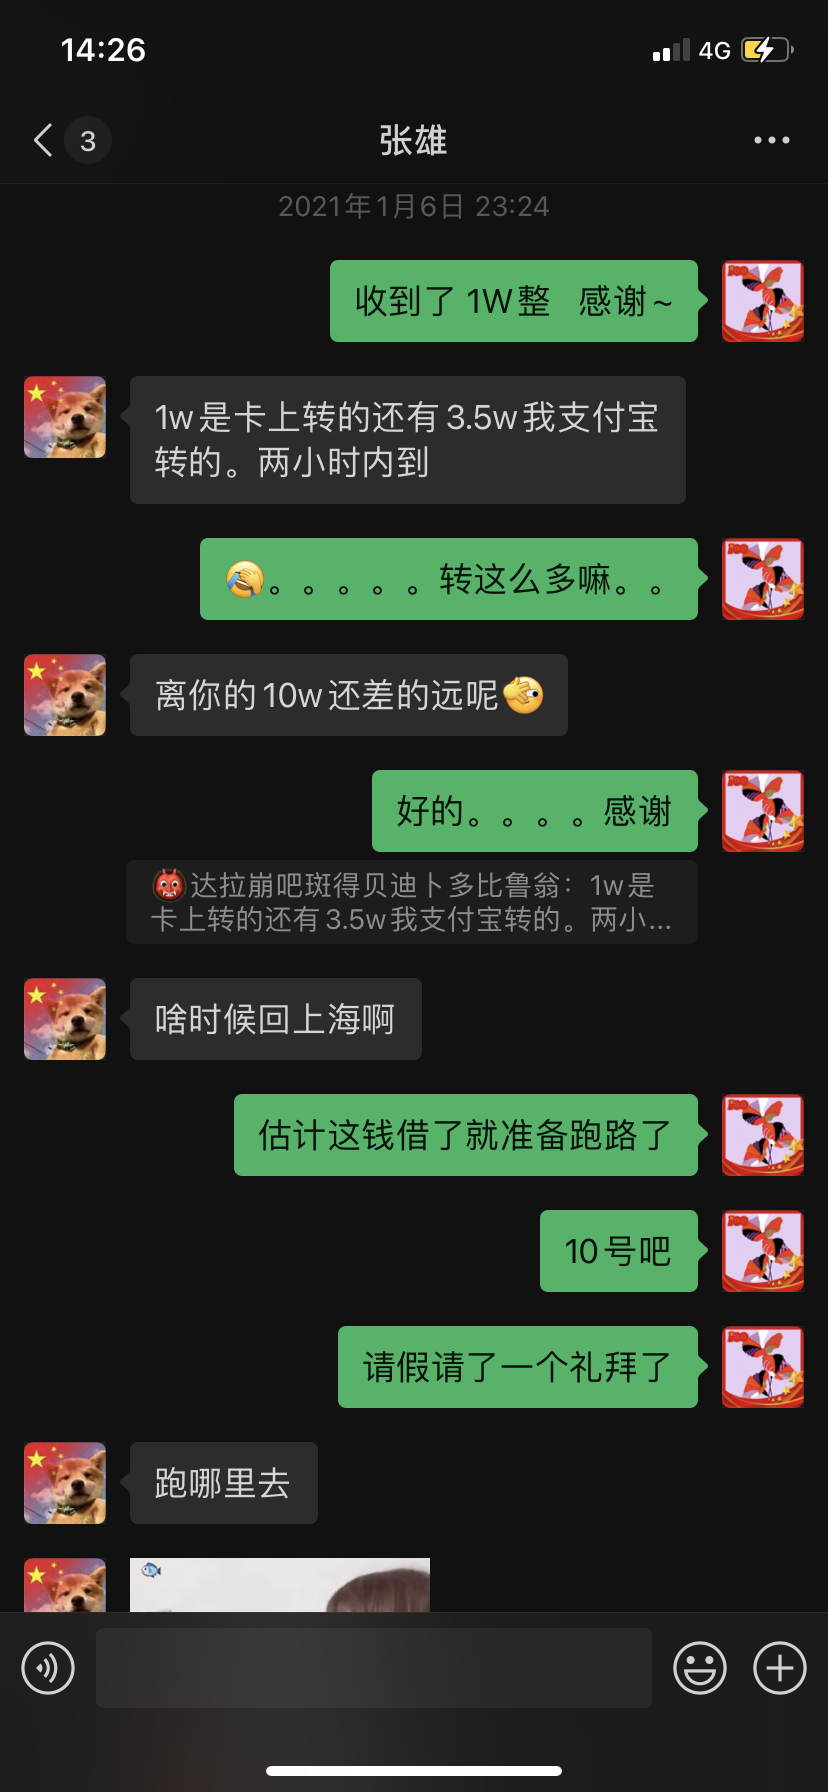 14:26
4G
3
张雄
2021年1月6日 23:24
收到了 1W整 感谢~
1w是卡上转的还有3.5w我支付宝
转的。两小时内到
🤣。。。。。转这么多嘛。。
离你的10w还差的远呢🫣
好的。。。。感谢
👹达拉崩吧斑得贝迪卜多比鲁翁：1w是
卡上转的还有3.5w我支付宝转的。两小...
啥时候回上海啊
估计这钱借了就准备跑路了
10号吧
请假请了一个礼拜了
跑哪里去